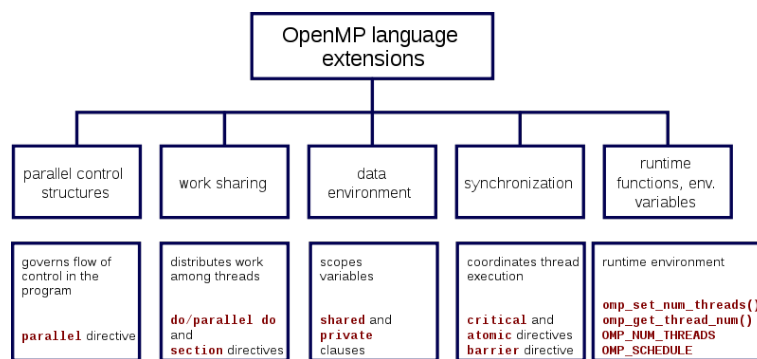 OpenMP language
extensions
parallel control
structures
work sharing
data
environment
synchronization
runtime
functions, env.
variables
governs flow of
control in the
program
parallel directive
distributes work
among threads
do/parallel do
and
section directives
scopes
variables
shared and
private
clauses
coordinates thread
execution
critical and
atomic directives
barrier directive
runtime environment
omp_set_num_threads()
omp_get_thread_num()
OMP_NUM_THREADS
OMP_SCHEDULE